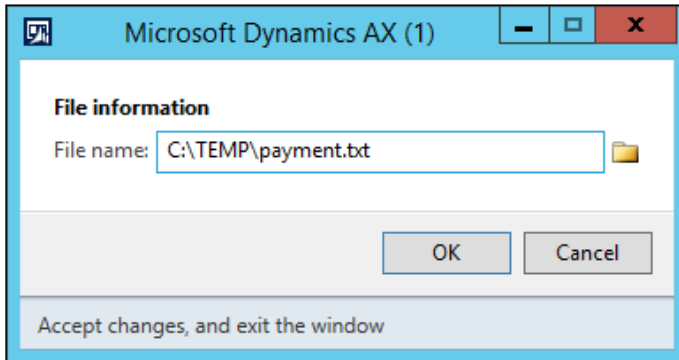 Microsoft Dynamics AX (1)
File information
File name: C:\TEMP\payment.txt
OK Cancel
Accept changes, and exit the window